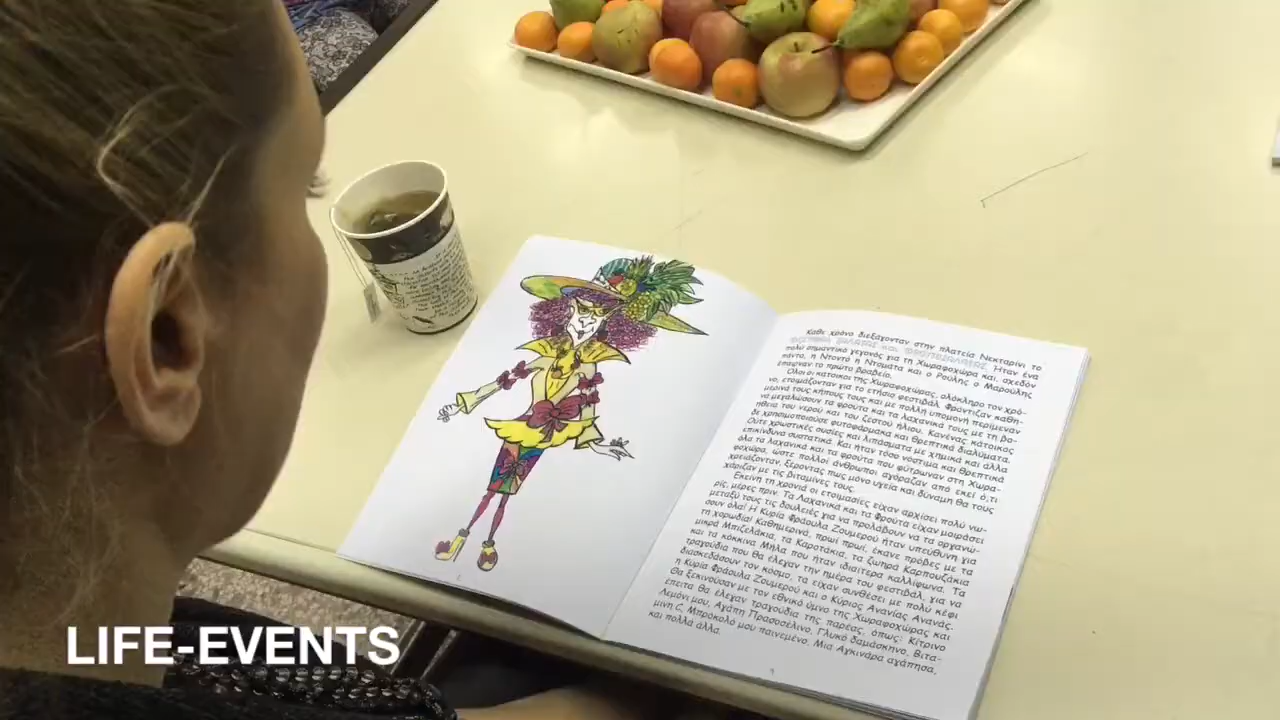 Κάθε χρόνο διεξάγονταν στην πλατεία Νεκταρίνι το
ΦΕΣΤΙΒΑΛ ΣΑΛΑΤΑΣ ΚΑΙ ΦΡΟΥΤΟΣΑΛΑΤΑΣ. Ήταν ένα
πολύ σημαντικό γεγονός για τη Χωραφοχώρα και, σχεδόν
πάντα, η Ντοντό η Ντομάτα και ο Ρούλης ο Μαρούλης
έπαιρναν το πρώτο βραβείο.
Όλοι οι κάτοικοι της Χωραφοχώρας, ολόκληρο τον χρό-
νο, ετοιμάζονταν για το ετήσιο φεστιβάλ. Φρόντιζαν καθη-
μερινά τους κήπους τους και με πολλή υπομονή περίμεναν
να μεγαλώσουν τα φρούτα και τα λαχανικά τους με τη βο-
ήθεια του νερού και του ζεστού ήλιου. Κανένας κάτοικος
δε χρησιμοποιούσε φυτοφάρμακα και θρεπτικά διαλύματα.
Ούτε χρωστικές ουσίες και λιπάσματα με χημικά και άλλα
επικίνδυνα συστατικά. Και ήταν τόσο νόστιμα και θρεπτικά
όλα τα λαχανικά και τα φρούτα που φύτρωναν στη Χωρα-
φοχώρα, ώστε πολλοί άνθρωποι αγόραζαν από εκεί ό,τι
χρειάζονταν, ξέροντας πως μόνο υγεία και δύναμη θα τους
χάριζαν με τις βιταμίνες τους.
Εκείνη τη χρονιά οι ετοιμασίες είχαν αρχίσει πολύ νω-
ρίς, μέρες πριν. Τα Λαχανικά και τα Φρούτα είχαν μοιράσει
μεταξύ τους τις δουλειές για να προλάβουν να τα οργανώ-
σουν όλα! Η Κυρία Φράουλα Ζουμερού ήταν υπεύθυνη για
τη χορωδία! Καθημερινά, πρωί πρωί, έκανε πρόβες με τα
μικρά Μπιζελάκια, τα Καροτάκια, τα ζωηρά Καρπουζάκια
και τα κόκκινα Μήλα που ήταν ιδιαίτερα καλλίφωνα. Τα
τραγούδια που θα έλεγαν την ημέρα του φεστιβάλ, για να
διασκεδάσουν τον κόσμο, τα είχαν συνθέσει με πολύ κέφι
η Κυρία Φράουλα Ζουμερού και ο Κύριος Ανανίας Ανανάς.
Θα ξεκινούσαν με τον εθνικό ύμνο της Χωραφοχώρας και
έπειτα θα έλεγαν τραγούδια της παρέας, όπως: Κίτρινο
Λεμόνι μου, Αγάπη Πρασοσέλινο, Γλυκό δαμάσκηνο, Βιτα-
μίνη C, Μπρόκολό μου παινεμένο, Μια Αγκινάρα αγάπησα,
και πολλά άλλα.
LIFE-EVENTS